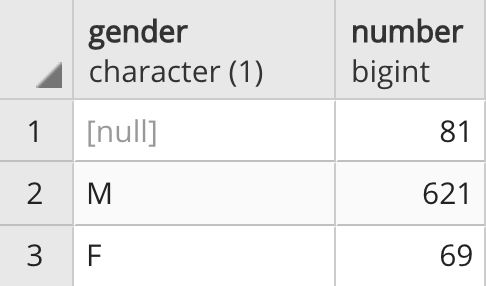 gender number
character (1) bigint
1 [null] 81
2 M 621
3 F 69